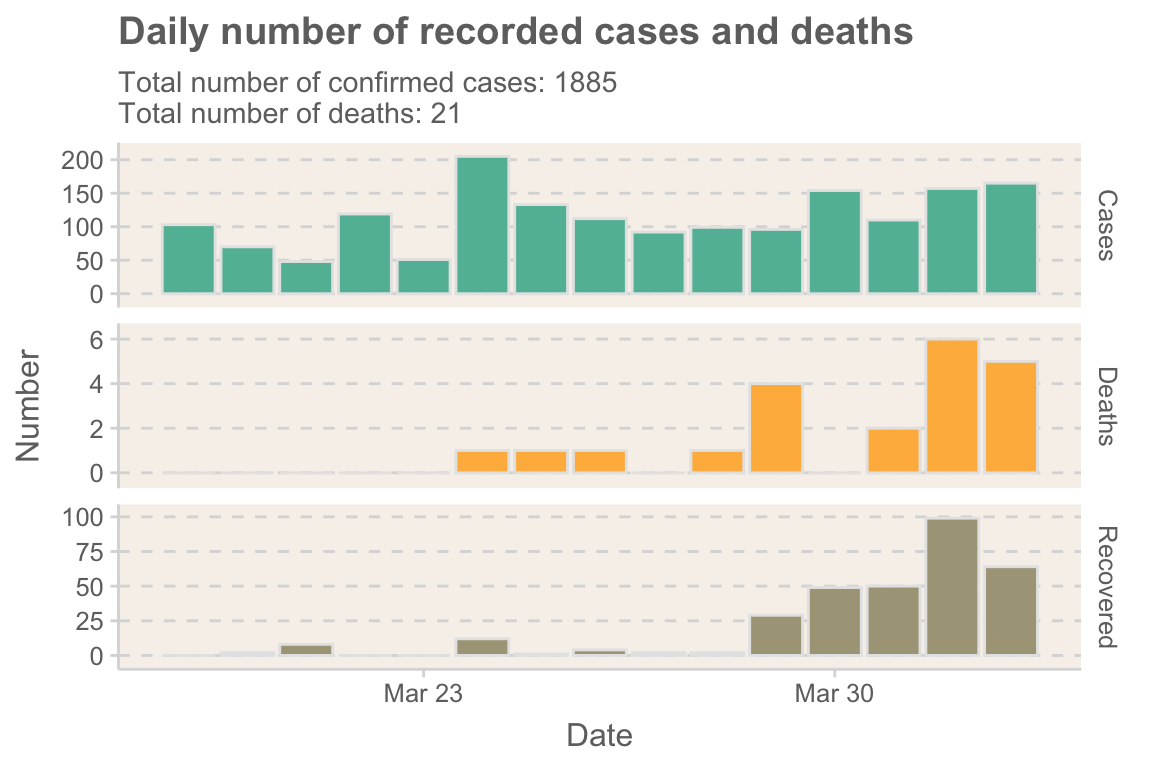 Daily number of recorded cases and deaths
Total number of confirmed cases: 1885
Total number of deaths: 21
200
150
100
50
0
Cases
6
4
2
0
Deaths
100
75
50
25
0
Recovered
Number
Mar 23
Mar 30
Date